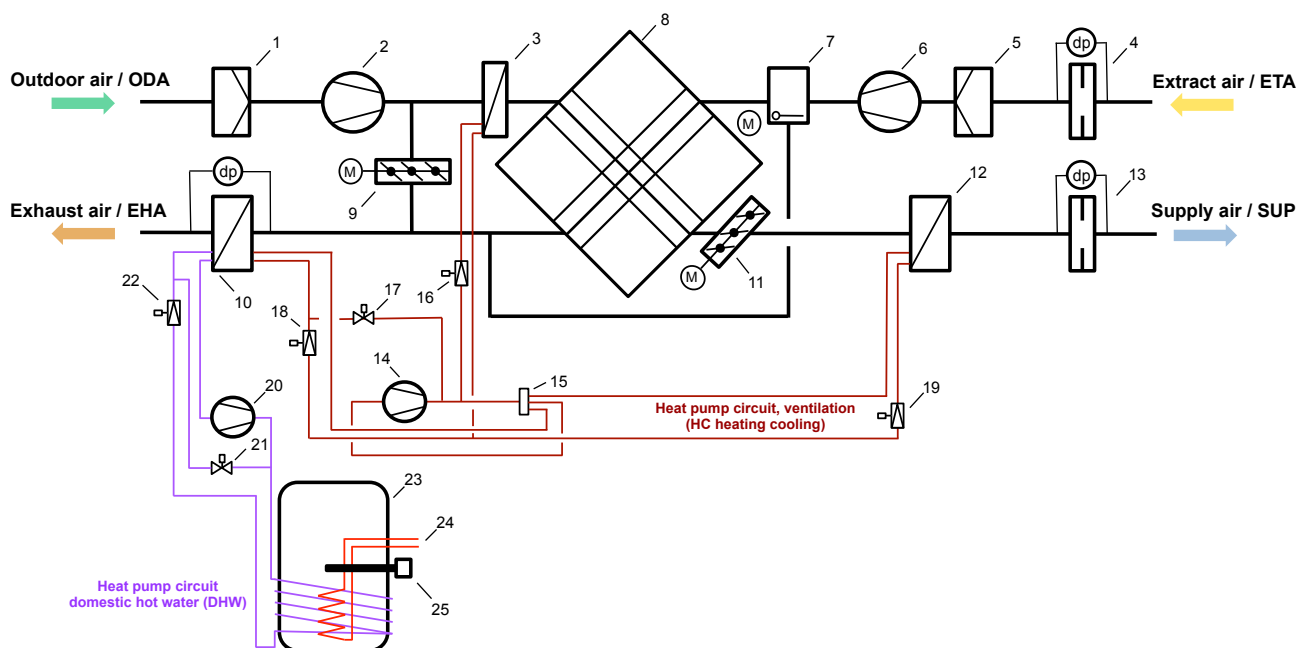 1
2
3
8
7
6
5
dp
4
Outdoor air / ODA
Extract air / ETA
M
M
dp
9
12
dp
13
Exhaust air / EHA
Supply air / SUP
M
11
22
10
16
17
18
14
15
20
Heat pump circuit, ventilation
(HC heating cooling)
19
21
23
24
Heat pump circuit
domestic hot water (DHW)
25